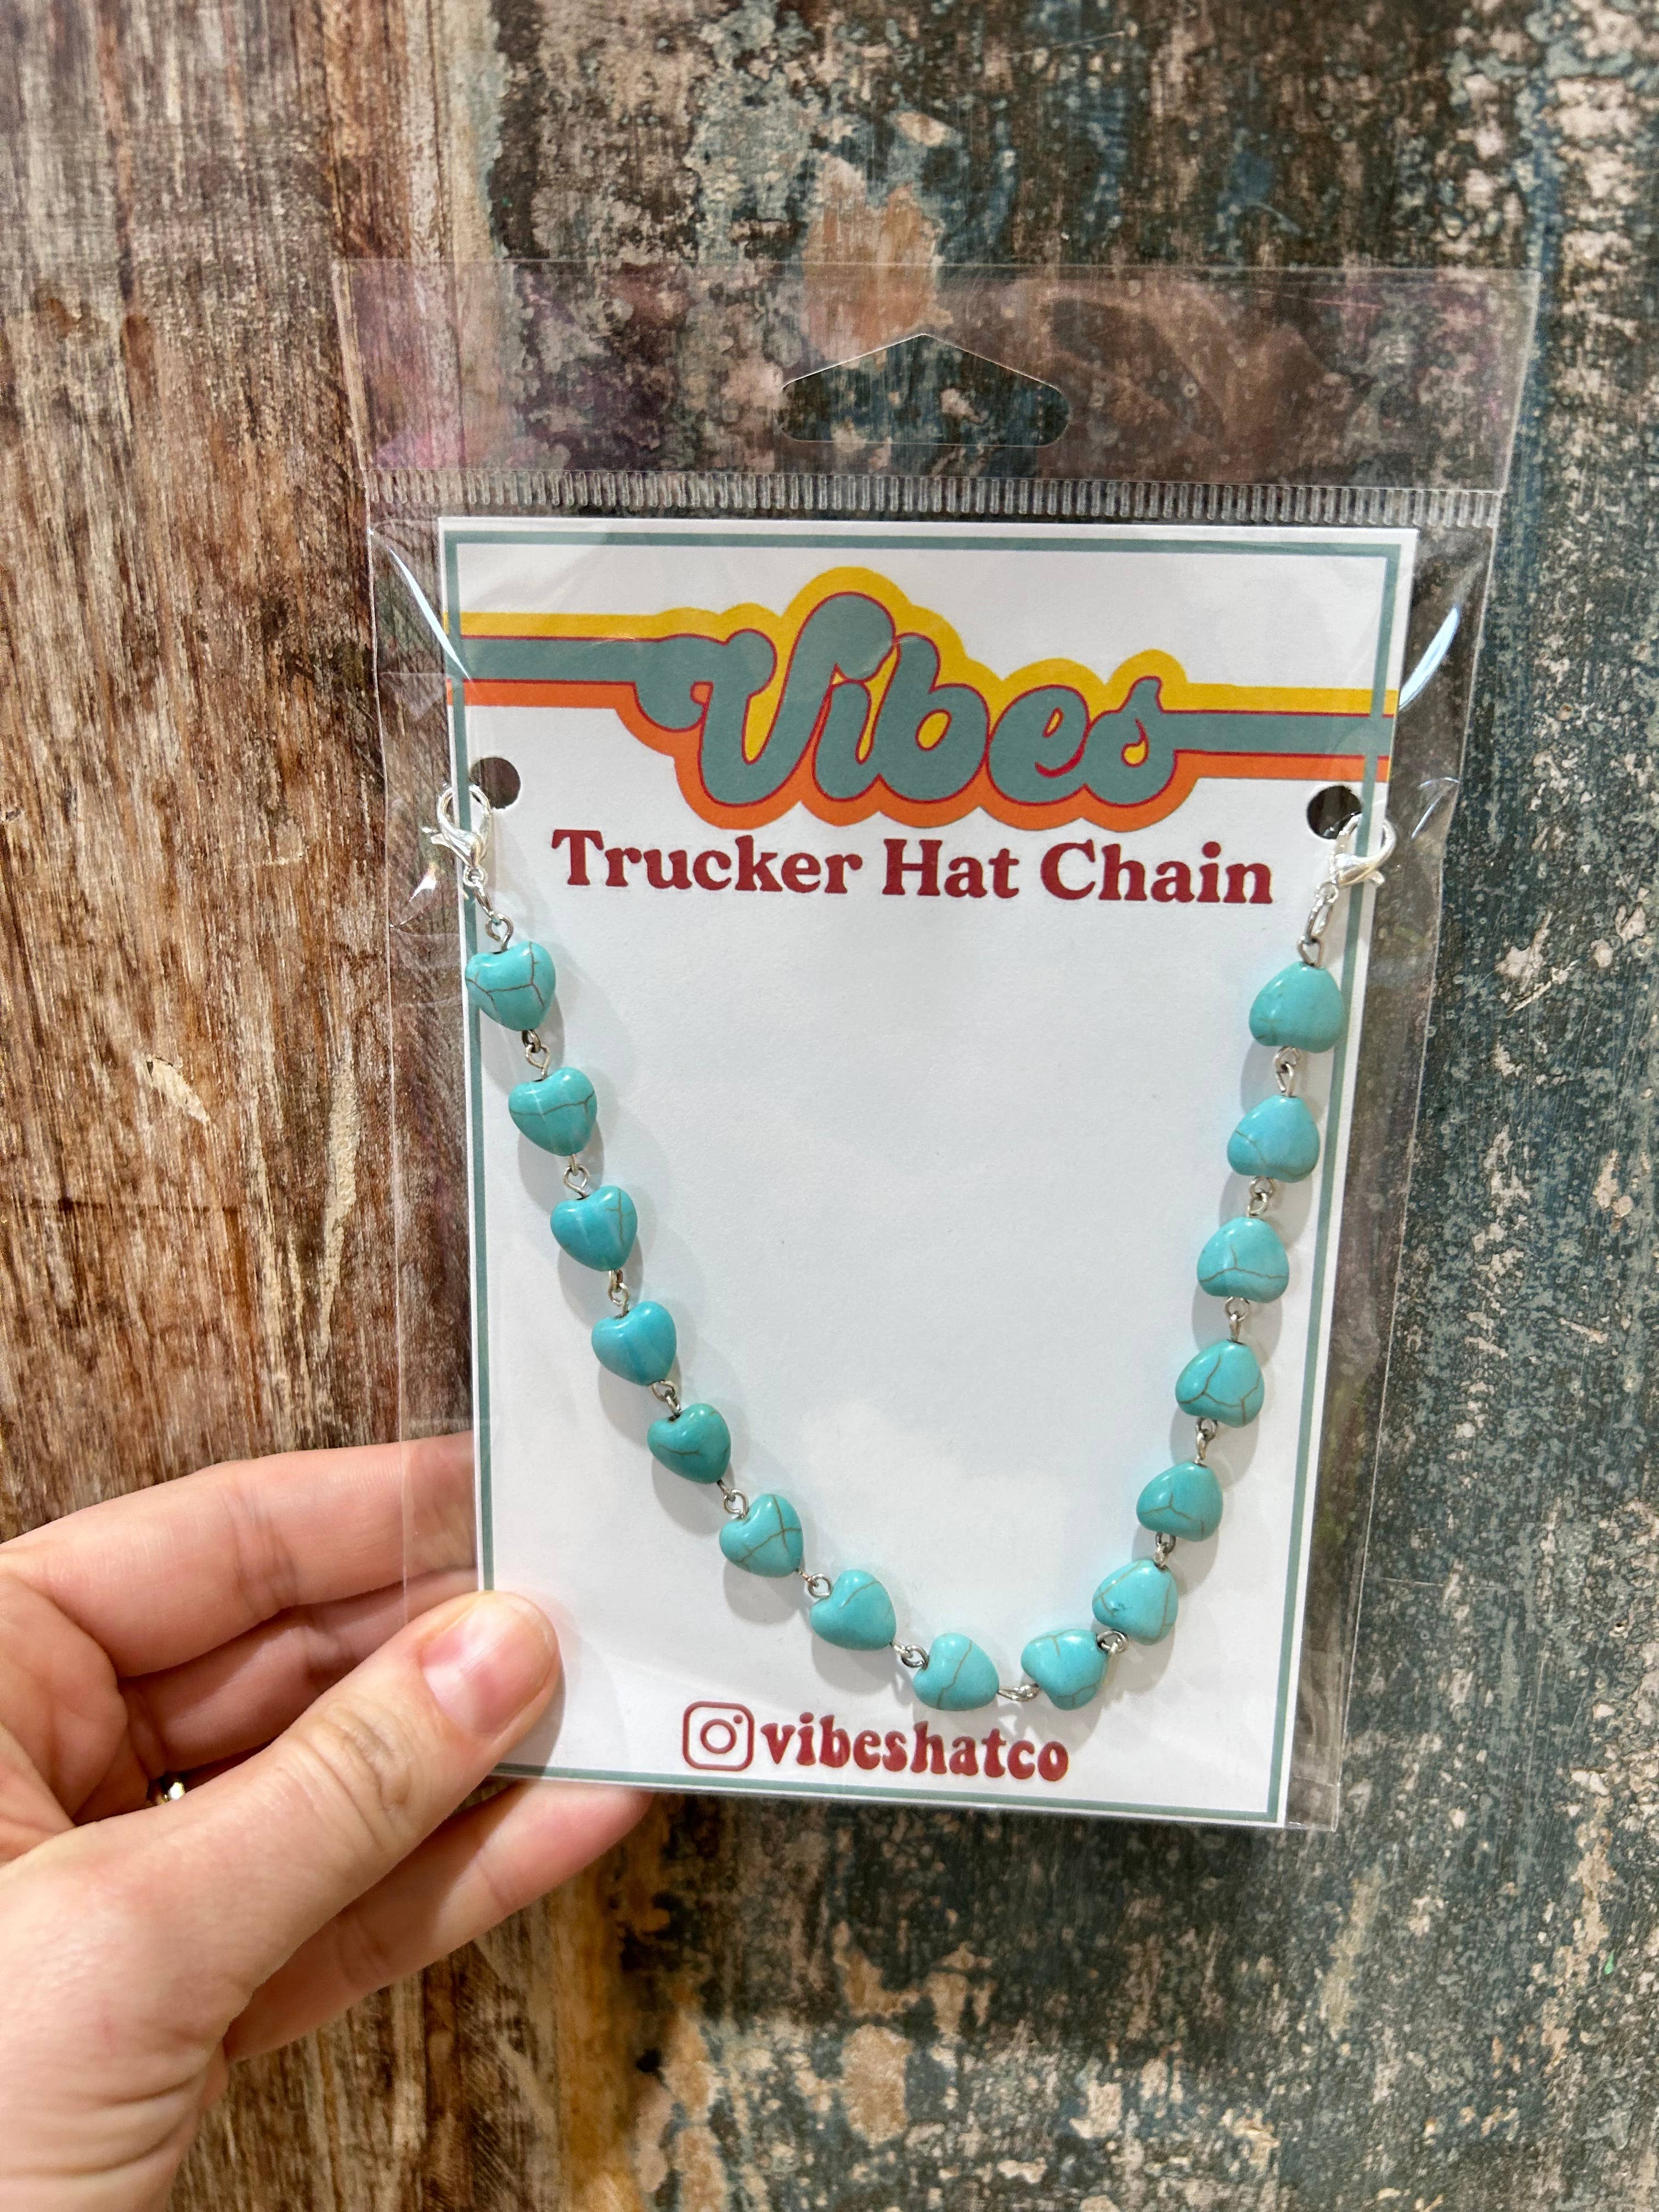 Vibes
Trucker Hat Chain
vibeshatco